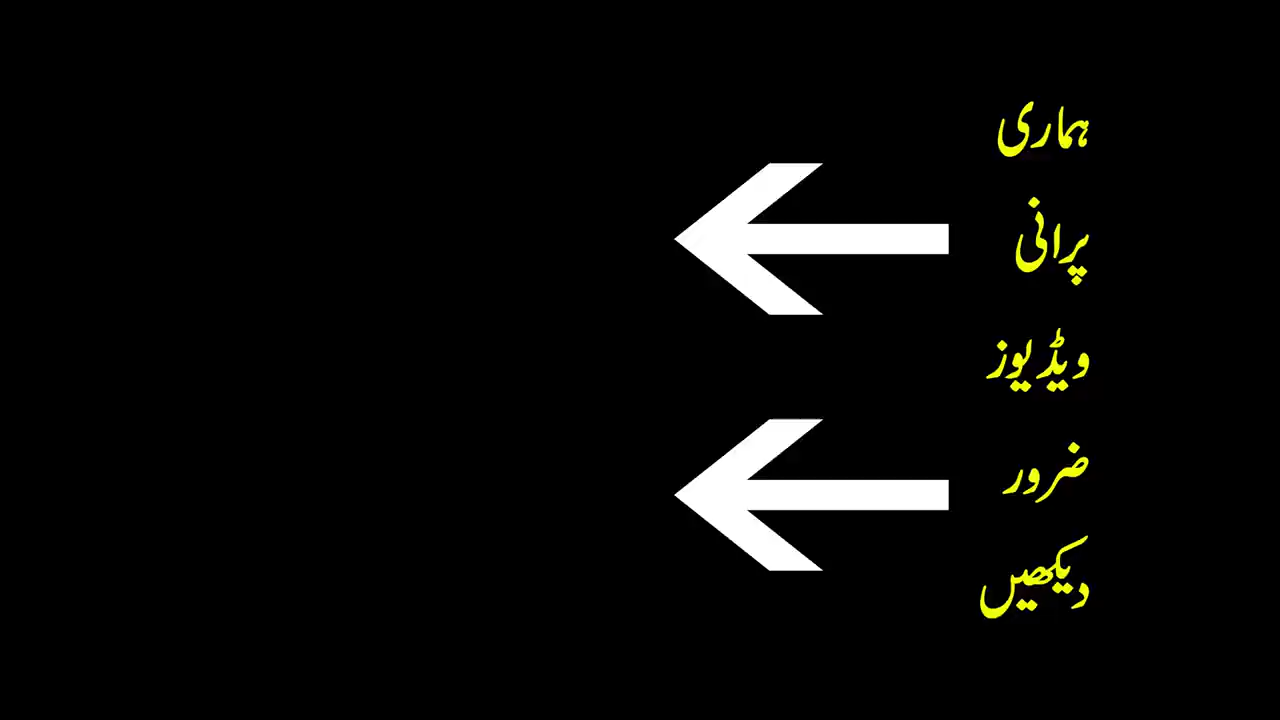 ہماری
پرانی
ویڈیوز
ضرور
دیکھیں